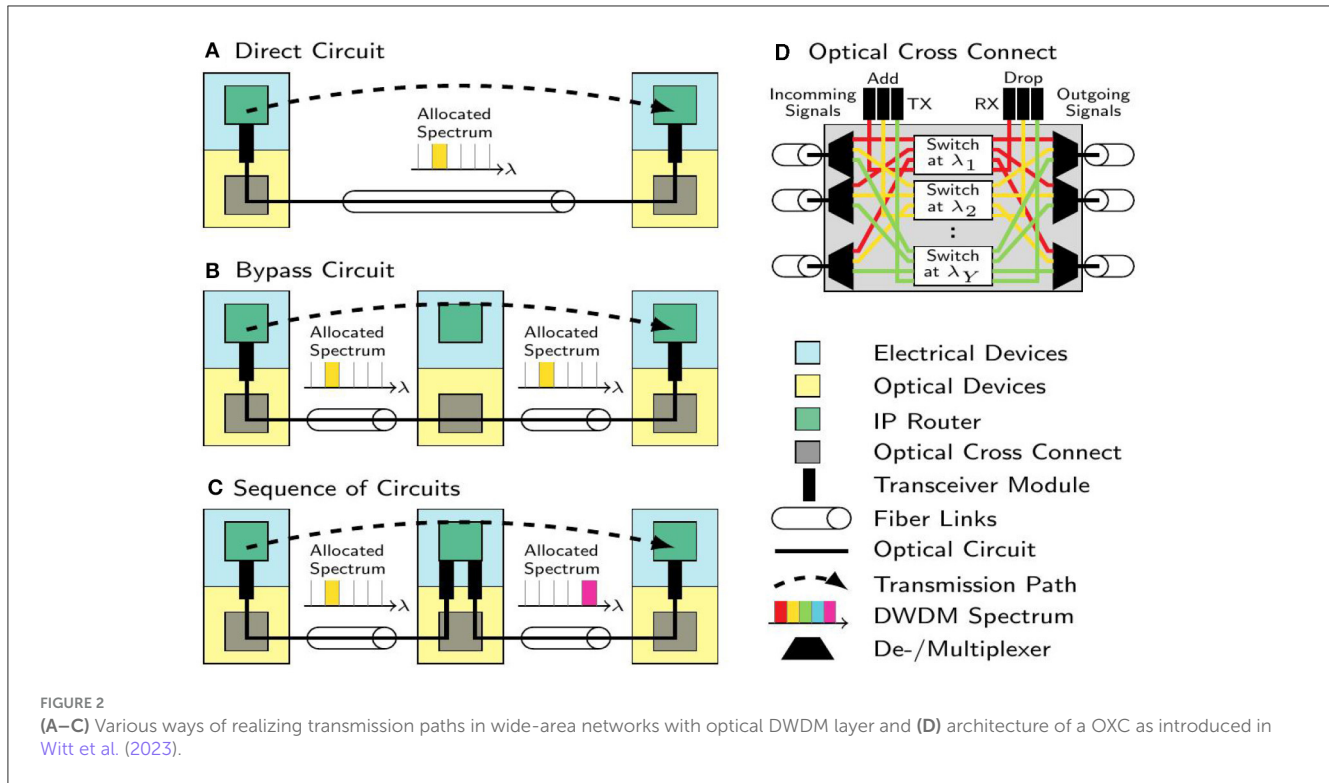 A Direct Circuit
Allocated
Spectrum
λ
B Bypass Circuit
Allocated
Spectrum
λ
Allocated
Spectrum
λ
C Sequence of Circuits
Allocated
Spectrum
λ
Allocated
Spectrum
λ
D Optical Cross Connect
Add
Drop
Incomming
Signals
TX
RX
Outgoing
Signals
Switch
at λ1
Switch
at λ2
:
Switch
at λY
Electrical Devices
Optical Devices
IP Router
Optical Cross Connect
Transceiver Module
Fiber Links
Optical Circuit
Transmission Path
DWDM Spectrum
De-/Multiplexer
FIGURE 2
(A–C) Various ways of realizing transmission paths in wide-area networks with optical DWDM layer and (D) architecture of a OXC as introduced in
Witt et al. (2023).